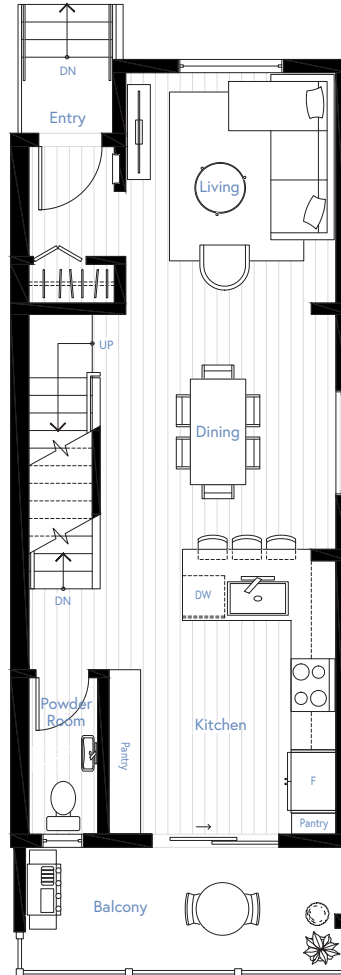 DN
Entry
Living
UP
Dining
DW
DN
Powder
Room
Kitchen
Pantry
F
Pantry
Balcony